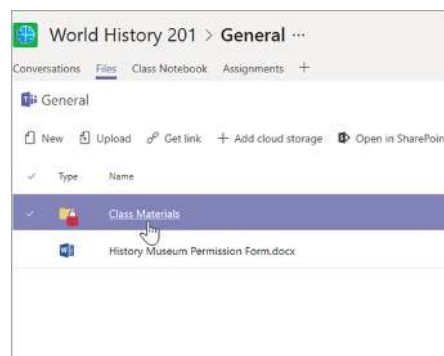 World History 201 > General ...
Conversations Files Class Notebook Assignments +
General
New Upload Get link + Add cloud storage Open in SharePoin
Type Name
Class Materials
History Museum Permission Form.docx